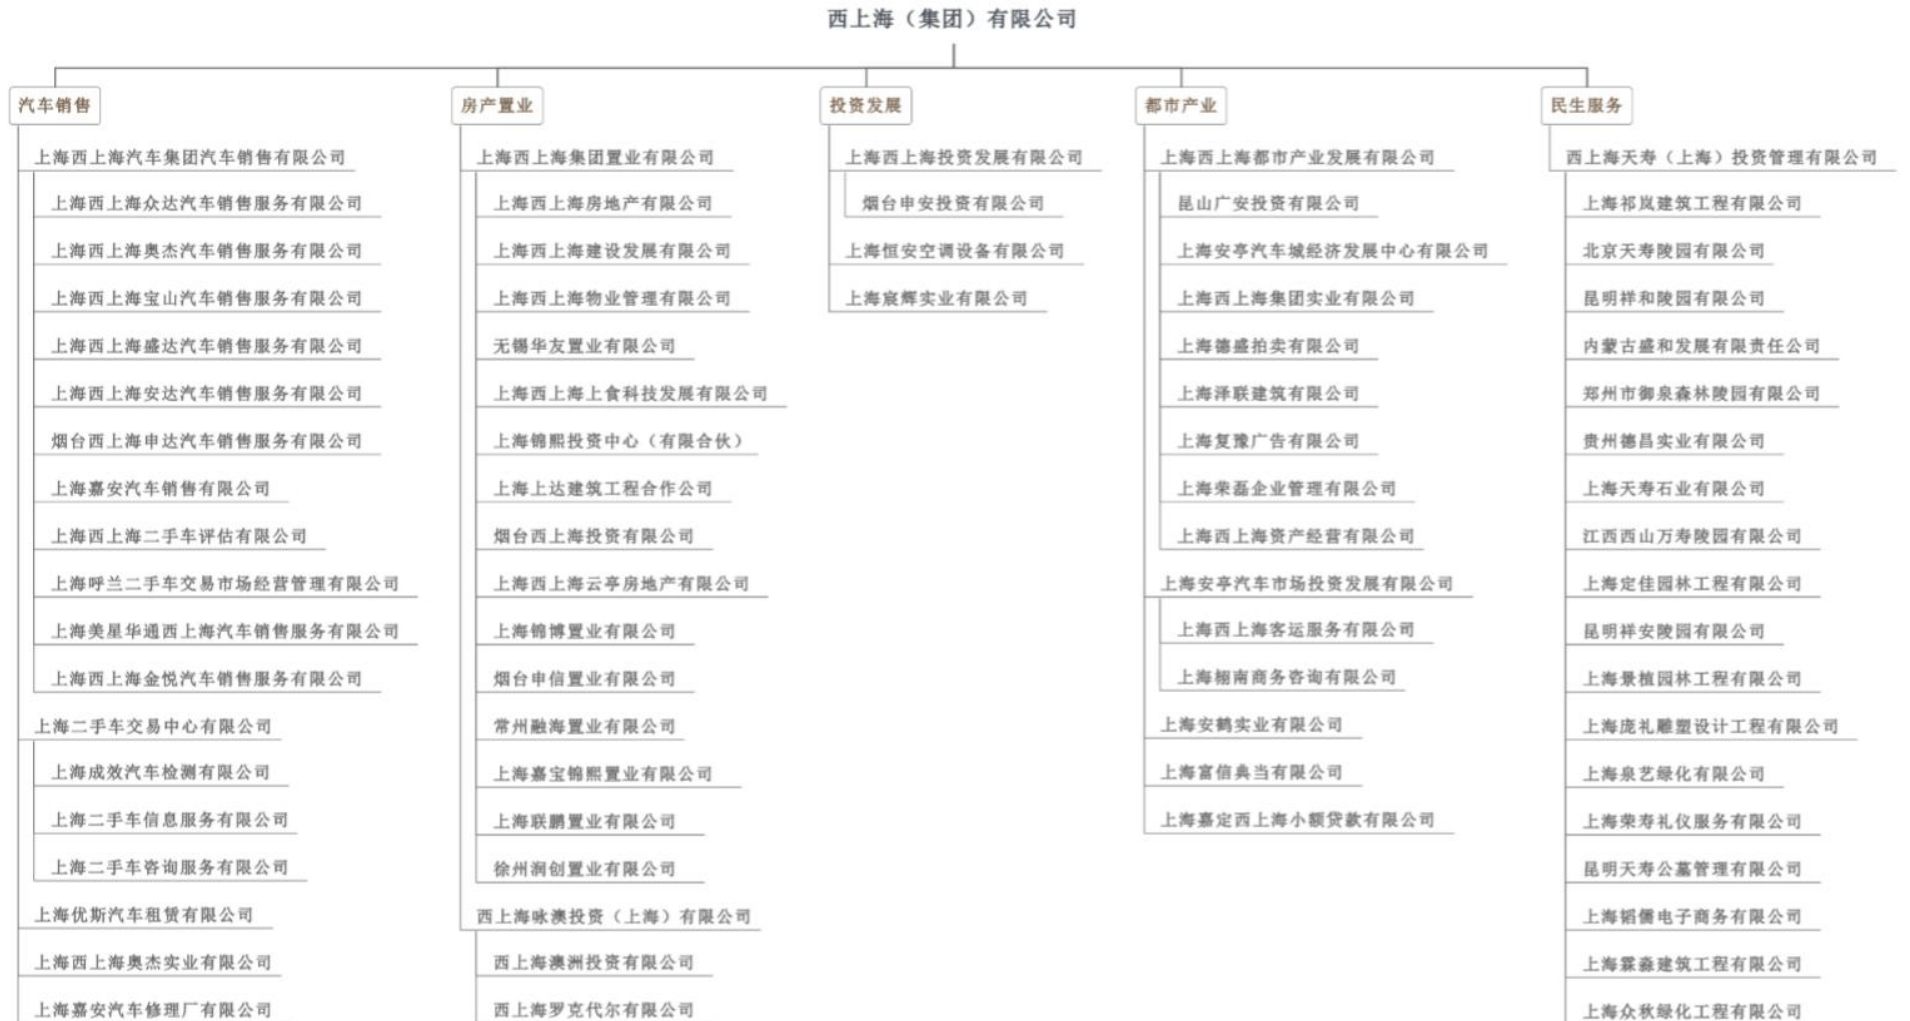 西上海（集团）有限公司
汽车销售
上海西上海汽车集团汽车销售有限公司
上海西上海众达汽车销售服务有限公司
上海西上海奥杰汽车销售服务有限公司
上海西上海宝山汽车销售服务有限公司
上海西上海盛达汽车销售服务有限公司
上海西上海安达汽车销售服务有限公司
烟台西上海申达汽车销售服务有限公司
上海嘉安汽车销售有限公司
上海西上海二手车评估有限公司
上海呼兰二手车交易市场经营管理有限公司
上海美星华通西上海汽车销售服务有限公司
上海西上海金悦汽车销售服务有限公司
上海二手车交易中心有限公司
上海成效汽车检测有限公司
上海二手车信息服务有限公司
上海二手车咨询服务有限公司
上海优斯汽车租赁有限公司
上海西上海奥杰实业有限公司
上海嘉安汽车修理厂有限公司
房产置业
上海西上海集团置业有限公司
上海西上海房地产有限公司
上海西上海建设发展有限公司
上海西上海物业管理有限公司
无锡华友置业有限公司
上海西上海上食科技发展有限公司
上海锦熙投资中心（有限合伙）
上海上达建筑工程合作公司
烟台西上海投资有限公司
上海西上海云亭房地产有限公司
上海锦博置业有限公司
烟台申信置业有限公司
常州融海置业有限公司
上海嘉宝锦熙置业有限公司
上海联鹏置业有限公司
徐州润创置业有限公司
西上海咏澳投资（上海）有限公司
西上海澳洲投资有限公司
西上海罗克代尔有限公司
投资发展
上海西上海投资发展有限公司
烟台申安投资有限公司
上海恒安空调设备有限公司
上海宸辉实业有限公司
都市产业
上海西上海都市产业发展有限公司
昆山广安投资有限公司
上海安亭汽车城经济发展中心有限公司
上海西上海集团实业有限公司
上海德盛拍卖有限公司
上海泽联建筑有限公司
上海复豫广告有限公司
上海荣磊企业管理有限公司
上海西上海资产经营有限公司
上海安亭汽车市场投资发展有限公司
上海西上海客运服务有限公司
上海栩南商务咨询有限公司
上海安鹤实业有限公司
上海富信典当有限公司
上海嘉定西上海小额贷款有限公司
民生服务
西上海天寿（上海）投资管理有限公司
上海祁岚建筑工程有限公司
北京天寿陵园有限公司
昆明祥和陵园有限公司
内蒙古盛和发展有限责任公司
郑州市御泉森林陵园有限公司
贵州德昌实业有限公司
上海天寿石业有限公司
江西西山万寿陵园有限公司
上海定佳园林工程有限公司
昆明祥安陵园有限公司
上海景植园林工程有限公司
上海庞礼雕塑设计工程有限公司
上海泉艺绿化有限公司
上海荣寿礼仪服务有限公司
昆明天寿公墓管理有限公司
上海韬儒电子商务有限公司
上海霖淼建筑工程有限公司
上海众秋绿化工程有限公司